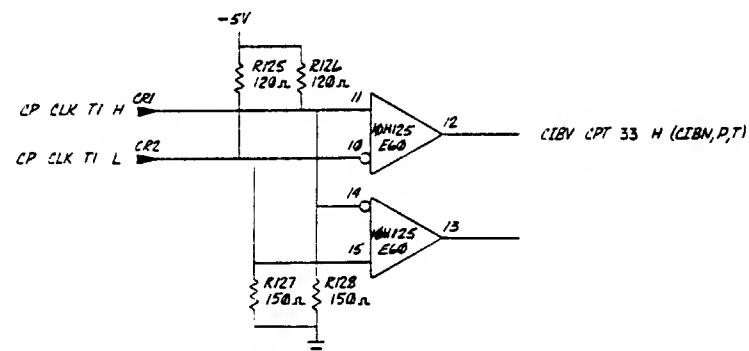 -5V
R125
120Ω
R126
120Ω
CP CLK T1 H
CR1
11
10H125
E60
12
CIBV CPT 33 H (CIBN,P,T)
CP CLK T1 L
CR2
10
14
10H125
E60
13
15
R127
150Ω
R128
150Ω